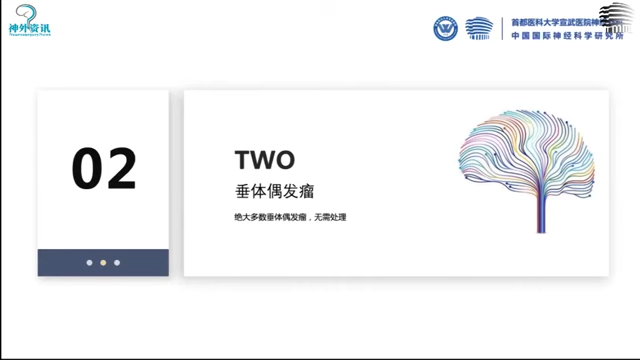 神外资讯
首都医科大学宣武医院神经
中国国际神经科学研究所
02
TWO
垂体偶发瘤
绝大多数垂体偶发瘤，无需处理